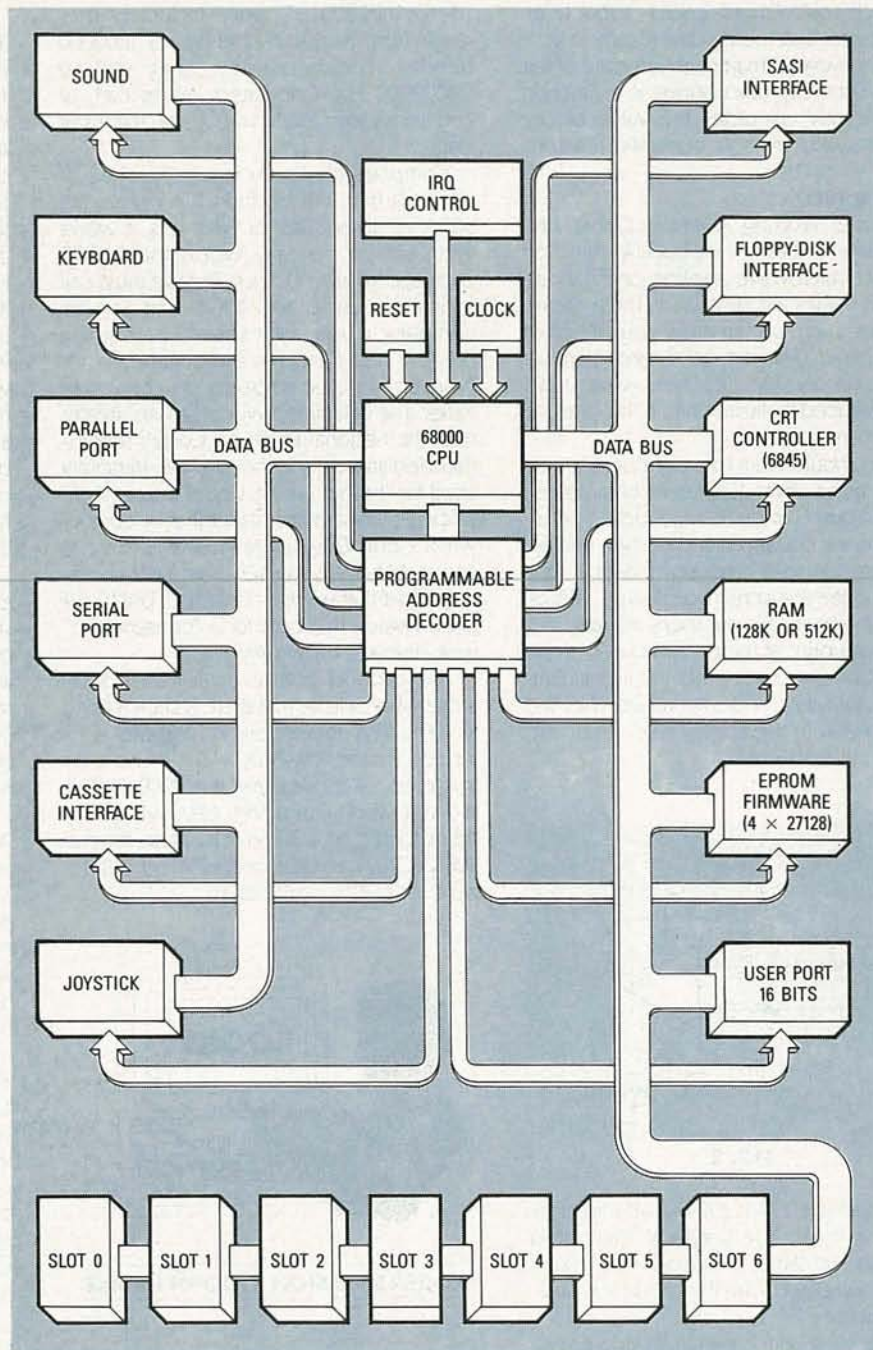 SOUND
SASI
INTERFACE
IRQ
CONTROL
KEYBOARD
FLOPPY-DISK
INTERFACE
RESET
CLOCK
PARALLEL
PORT
DATA BUS
68000
CPU
DATA BUS
CRT
CONTROLLER
(6845)
PROGRAMMABLE
ADDRESS
DECODER
SERIAL
PORT
RAM
(128K OR 512K)
CASSETTE
INTERFACE
EPROM
FIRMWARE
(4 × 27128)
JOYSTICK
USER PORT
16 BITS
SLOT 0
SLOT 1
SLOT 2
SLOT 3
SLOT 4
SLOT 5
SLOT 6